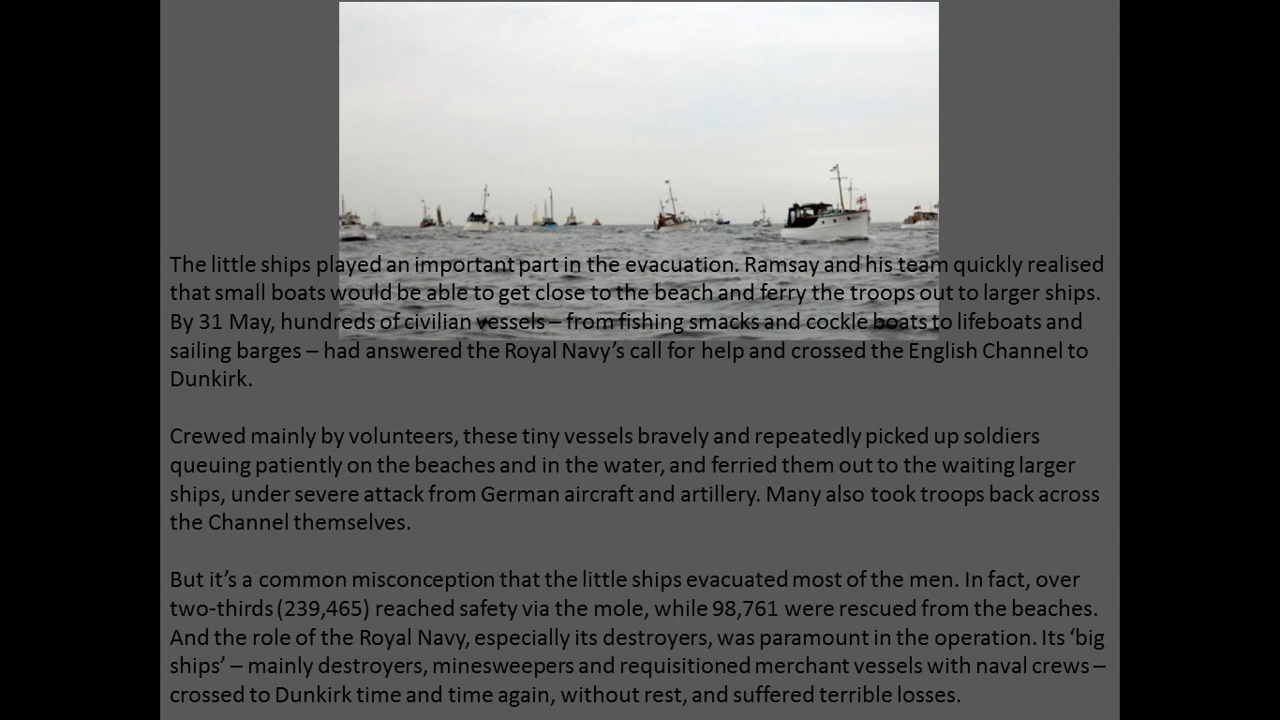 The little ships played an important part in the evacuation. Ramsay and his team quickly realised
that small boats would be able to get close to the beach and ferry the troops out to larger ships.
By 31 May, hundreds of civilian vessels – from fishing smacks and cockle boats to lifeboats and
sailing barges – had answered the Royal Navy’s call for help and crossed the English Channel to
Dunkirk.
Crewed mainly by volunteers, these tiny vessels bravely and repeatedly picked up soldiers
queuing patiently on the beaches and in the water, and ferried them out to the waiting larger
ships, under severe attack from German aircraft and artillery. Many also took troops back across
the Channel themselves.
But it’s a common misconception that the little ships evacuated most of the men. In fact, over
two-thirds (239,465) reached safety via the mole, while 98,761 were rescued from the beaches.
And the role of the Royal Navy, especially its destroyers, was paramount in the operation. Its ‘big
ships’ – mainly destroyers, minesweepers and requisitioned merchant vessels with naval crews –
crossed to Dunkirk time and time again, without rest, and suffered terrible losses.